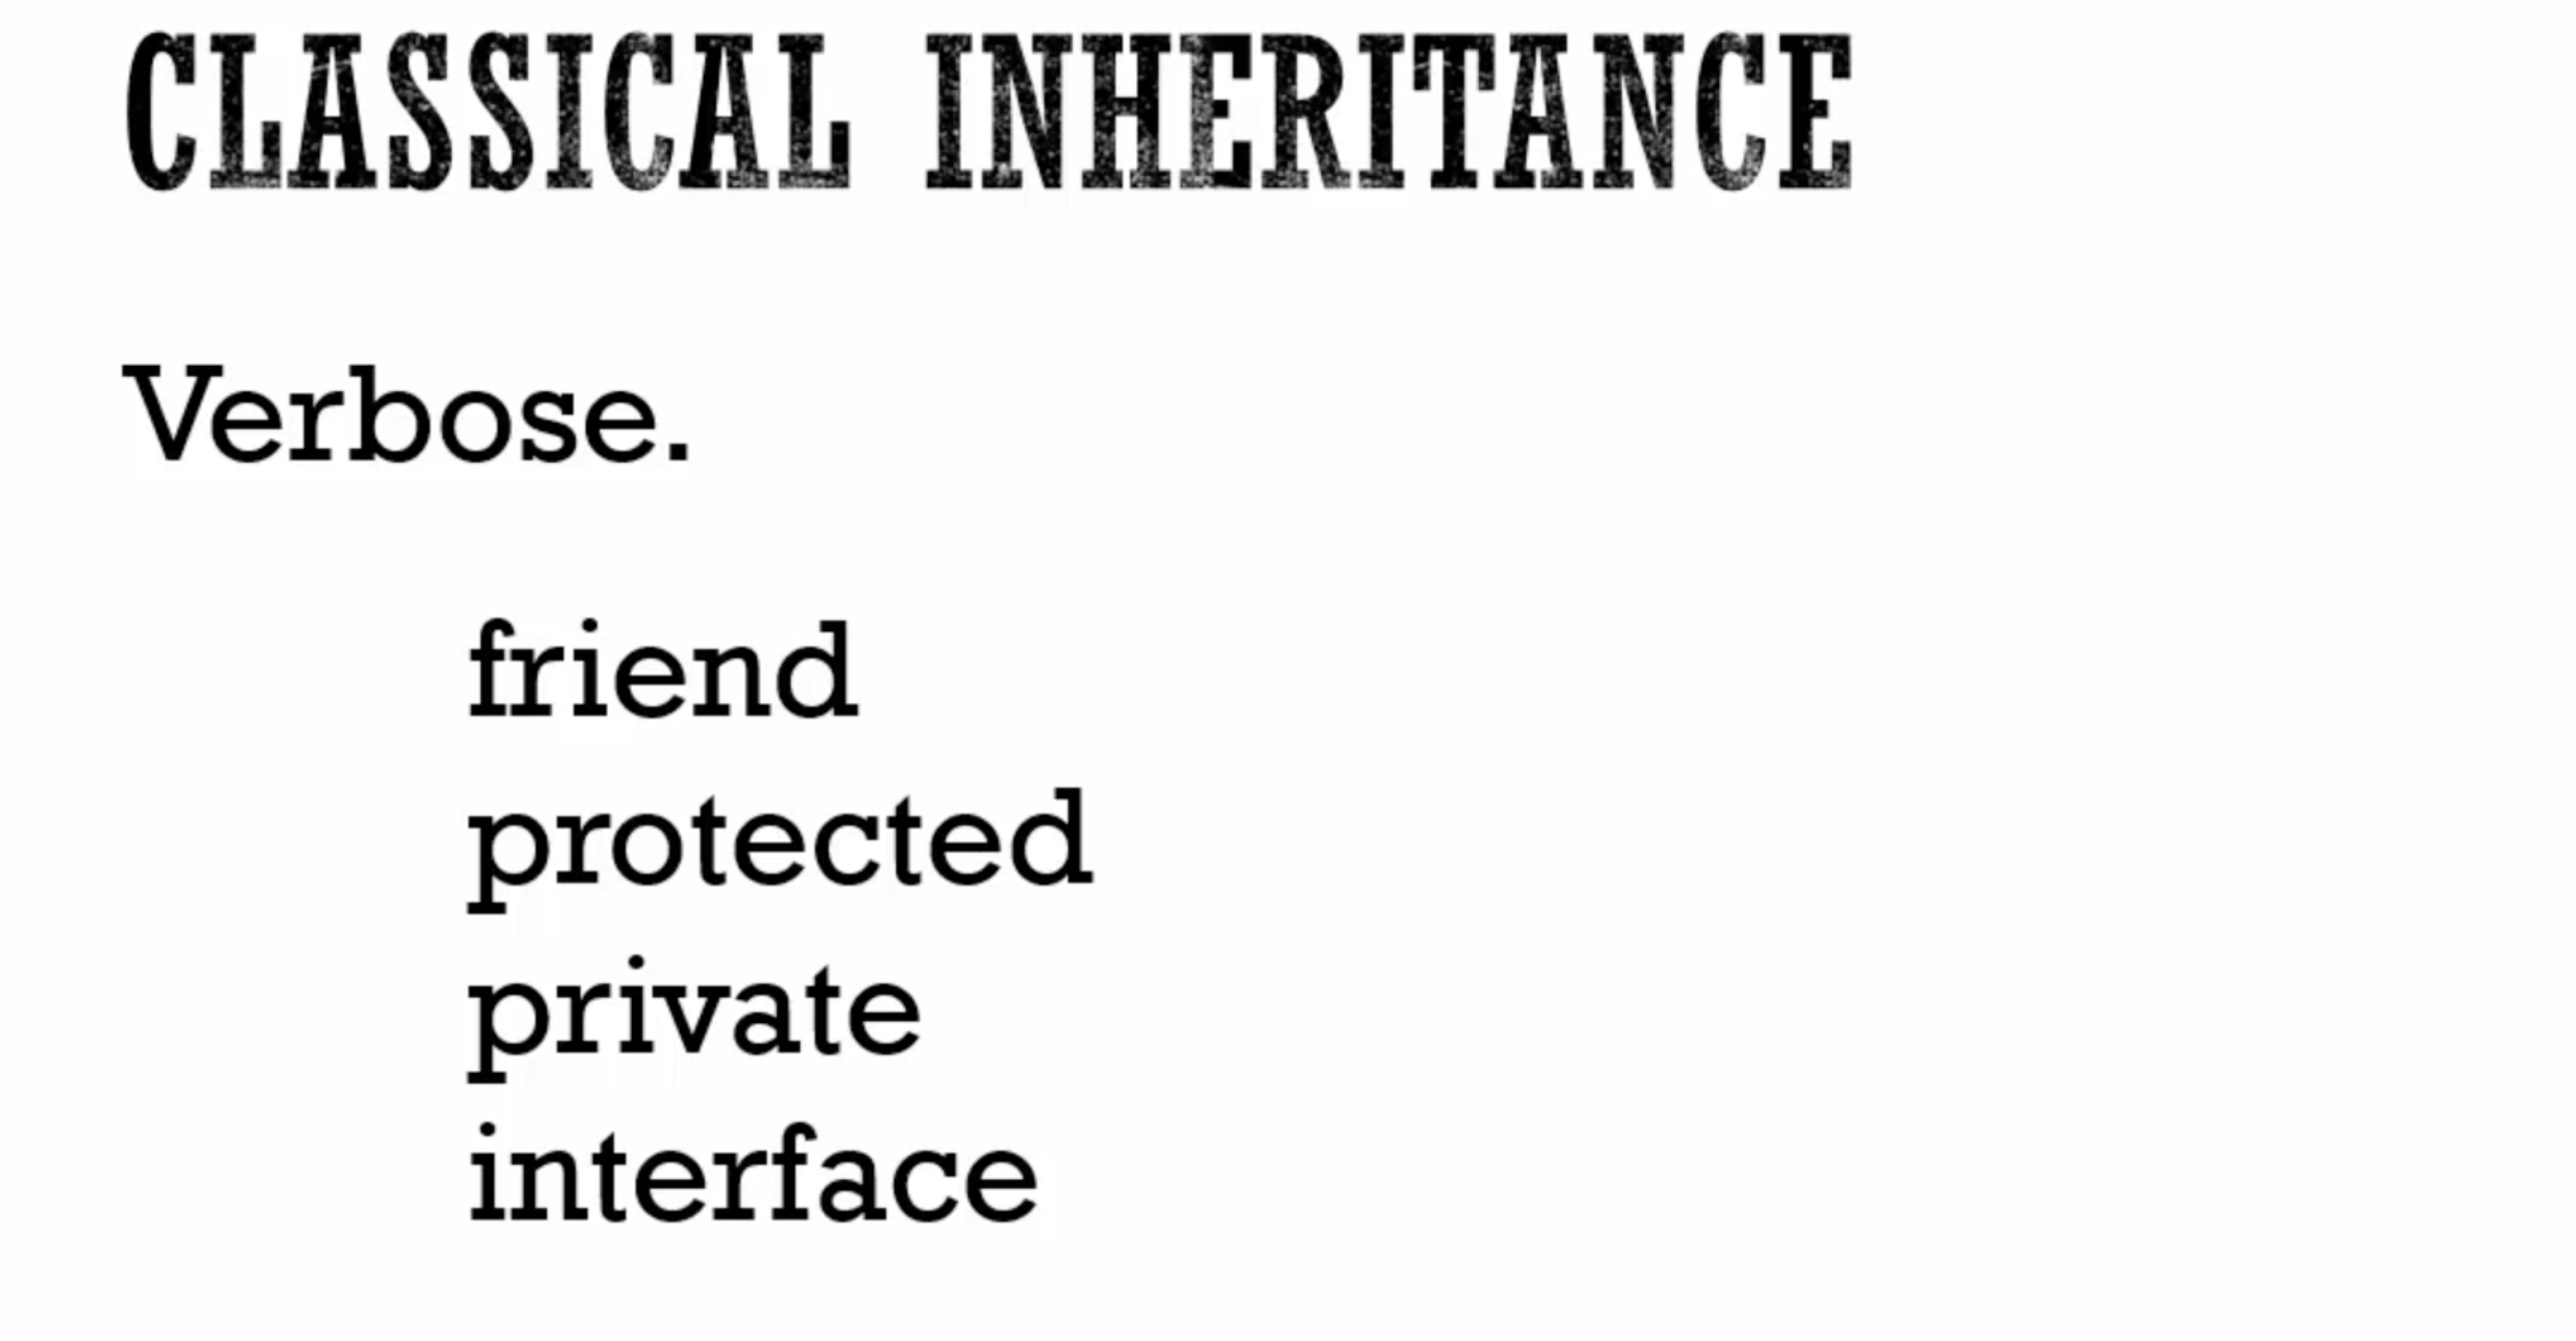 CLASSICAL INHERITANCE
Verbose.
friend
protected
private
interface